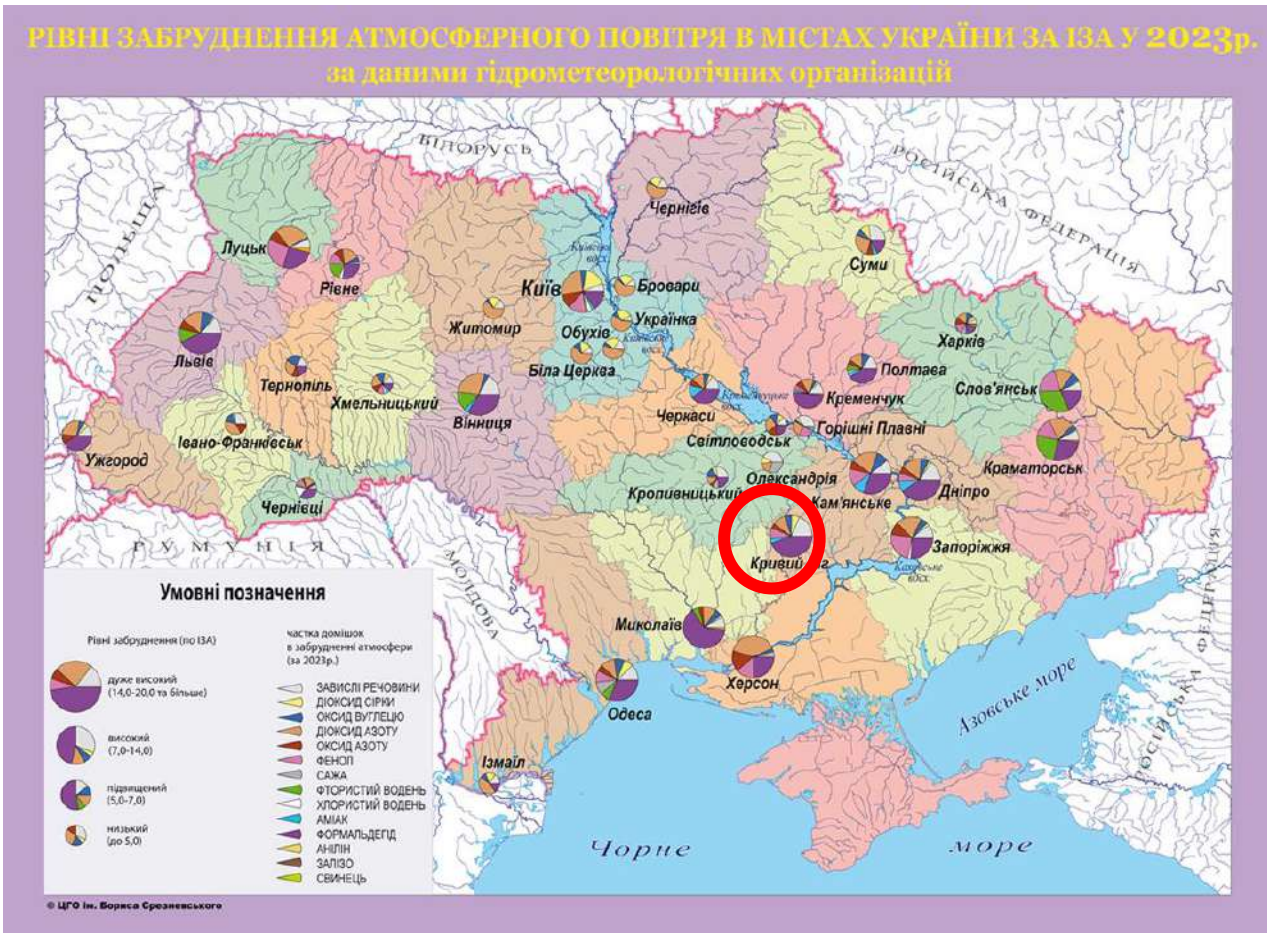 РІВНІ ЗАБРУДНЕННЯ АТМОСФЕРНОГО ПОВІТРЯ В МІСТАХ УКРАЇНИ ЗА ІЗА У 2023р.
за даними гідрометеорологічних організацій
БІЛОРУСЬ
РОСІЙСЬКА ФЕДЕРАЦІЯ
ПОЛЬЩА
Чернігів
Луцьк
Рівне
Київ
Бровари
Суми
Житомир
Обухів
Українка
Харків
Львів
Біла Церква
Тернопіль
Хмельницький
Вінниця
Черкаси
Полтава
Кременчук
Слов'янськ
Івано-Франківськ
Світловодськ
Горішні Плавні
Ужгород
Олександрія
Краматорськ
Чернівці
Кропивницький
Кам'янське
Дніпро
РУМУНІЯ
МОЛДОВА
Кривий
Запоріжжя
Каховське
восх.
Миколаїв
Херсон
Одеса
Ізмаїл
Азовське море
РОСІЙСЬКА ФЕДЕРАЦІЯ
Чорне море
Умовні позначення
Рівні забруднення (по ІЗА)
дуже високий
(14,0-20,0 та більше)
високий
(7,0-14,0)
підвищений
(5,0-7,0)
низький
(до 5,0)
частка домішок
в забрудненні атмосфери
(за 2023р.)
ЗАВИСЛІ РЕЧОВИНИ
ДІОКСИД СІРКИ
ОКСИД ВУГЛЕЦЮ
ДІОКСИД АЗОТУ
ОКСИД АЗОТУ
ФЕНОЛ
САЖА
ФТОРИСТИЙ ВОДЕНЬ
ХЛОРИСТИЙ ВОДЕНЬ
АМІАК
ФОРМАЛЬДЕГІД
АНІЛІН
ЗАЛІЗО
СВИНЕЦЬ
© ЦГО ім. Бориса Срезневського